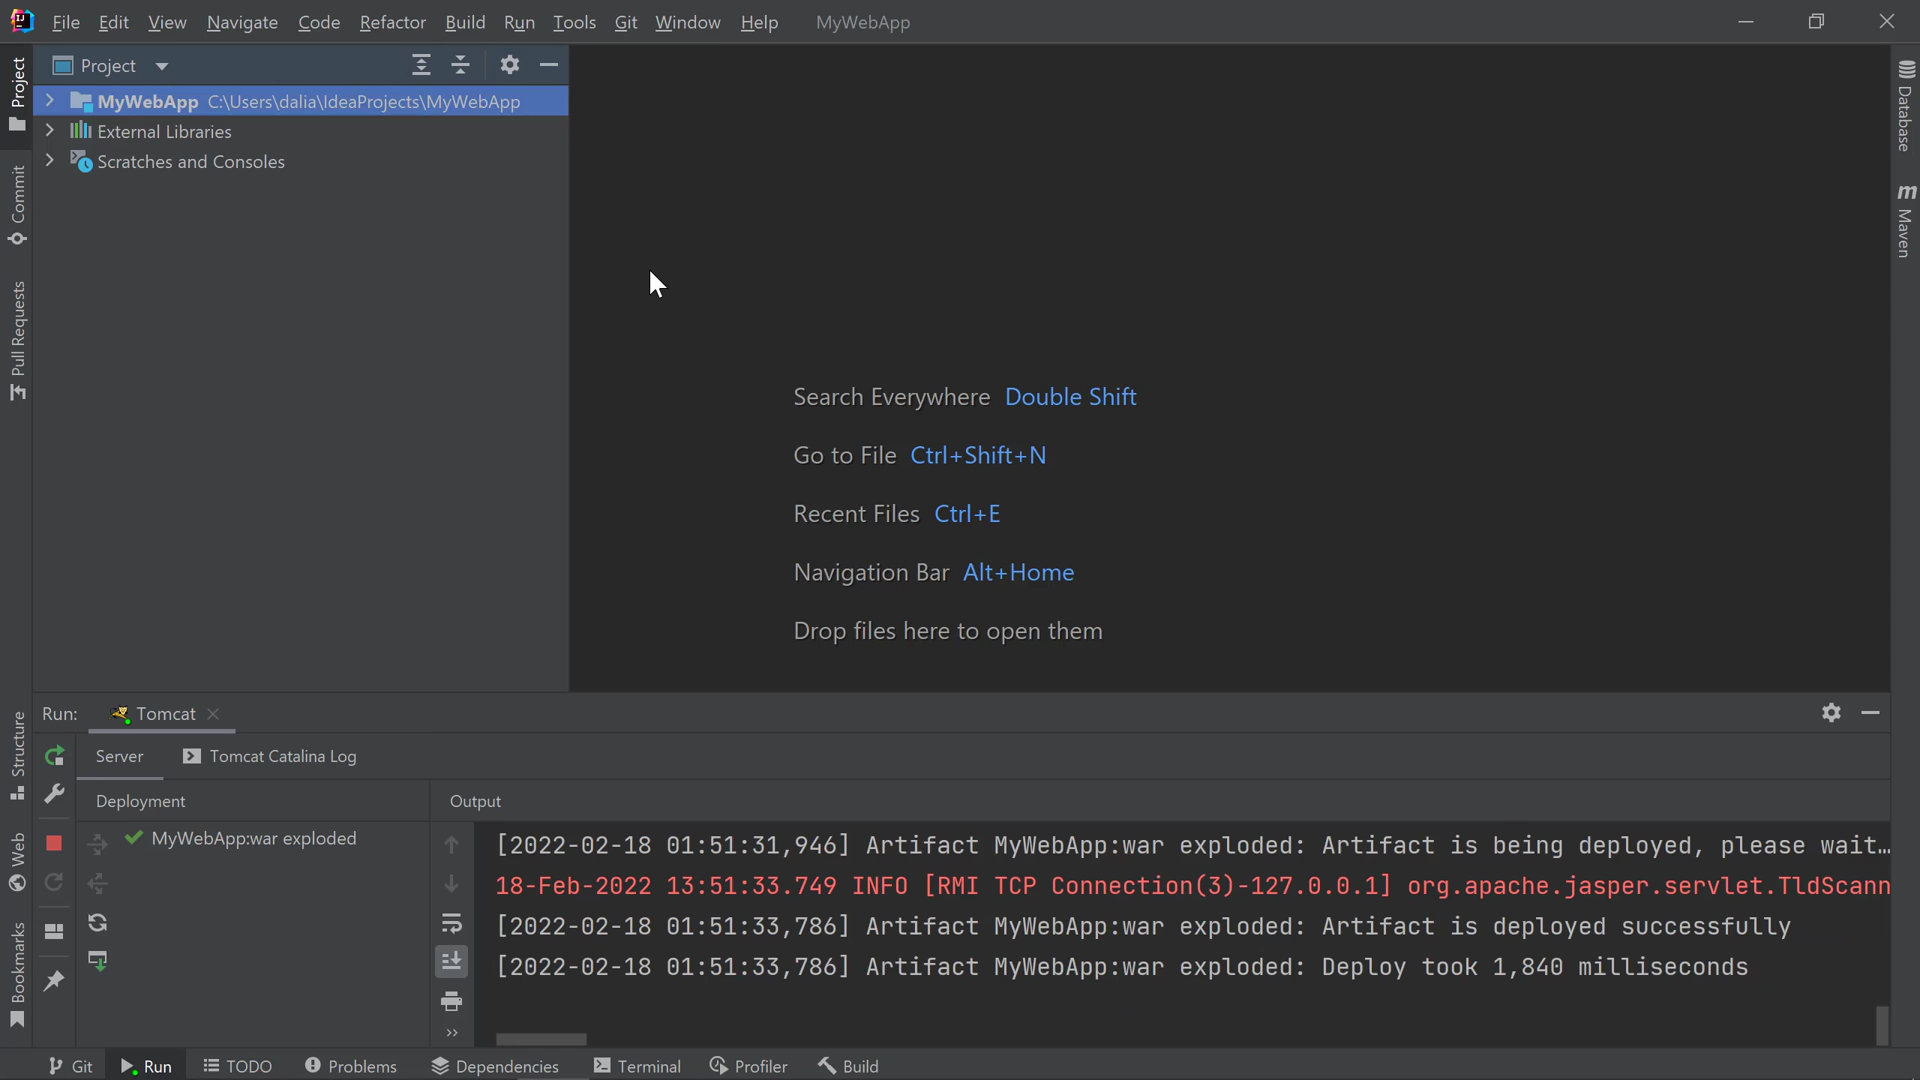 File Edit View Navigate Code Refactor Build Run Tools Git Window Help MyWebApp
Project
MyWebApp C:\Users\dalia\IdeaProjects\MyWebApp
External Libraries
Scratches and Consoles
Project
Commit
Pull Requests
Structure
Web
Bookmarks
Database
m Maven
Search Everywhere Double Shift
Go to File Ctrl+Shift+N
Recent Files Ctrl+E
Navigation Bar Alt+Home
Drop files here to open them
Run: Tomcat
Server Tomcat Catalina Log
Deployment
MyWebApp:war exploded
Output
[2022-02-18 01:51:31,946] Artifact MyWebApp:war exploded: Artifact is being deployed, please wait…
18-Feb-2022 13:51:33.749 INFO [RMI TCP Connection(3)-127.0.0.1] org.apache.jasper.servlet.TldScann
[2022-02-18 01:51:33,786] Artifact MyWebApp:war exploded: Artifact is deployed successfully
[2022-02-18 01:51:33,786] Artifact MyWebApp:war exploded: Deploy took 1,840 milliseconds
Git Run TODO Problems Dependencies Terminal Profiler Build